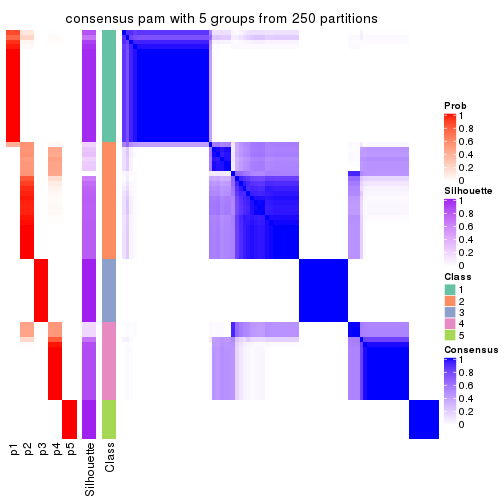 consensus pam with 5 groups from 250 partitions
Prob
1
0.8
0.6
0.4
0.2
0
Silhouette
1
0.8
0.6
0.4
0.2
0
Class
1
2
3
4
5
Consensus
1
0.8
0.6
0.4
0.2
0
p1
p2
p3
p4
p5
Silhouette
Class